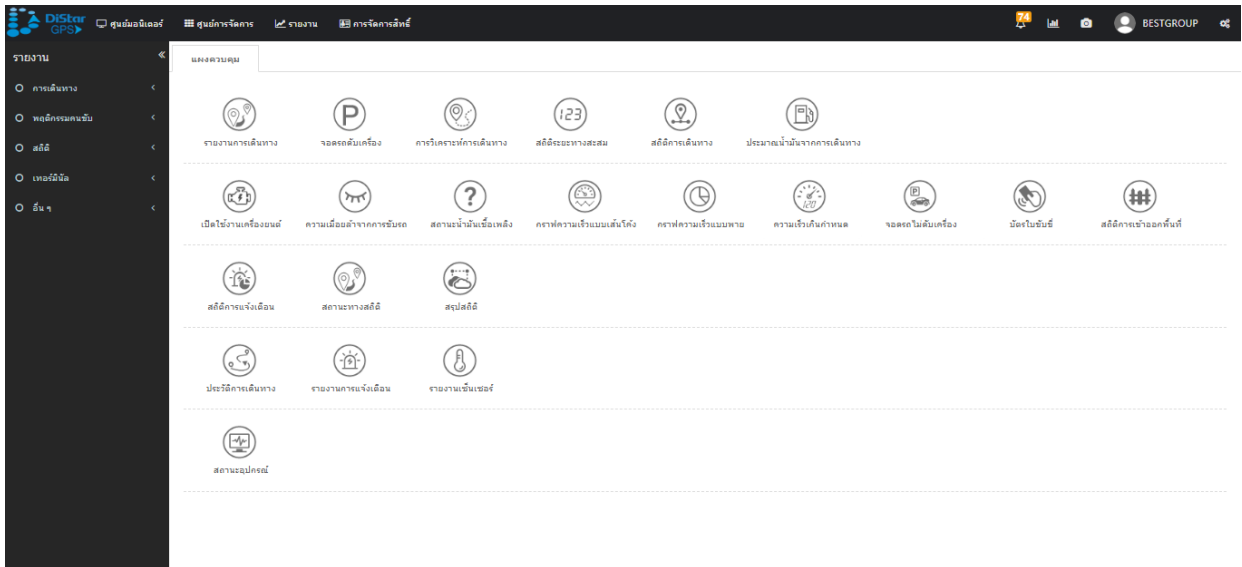 DiStar GPS
ศูนย์มอนิเตอร์ ศูนย์การจัดการ รายงาน การจัดการสิทธิ์ 74 BESTGROUP
รายงาน
แผงควบคุม
การเดินทาง
พฤติกรรมคนขับ
สถิติ
เทอร์มินัล
อื่น ๆ
P 123
รายงานการเดินทาง จอดรถดับเครื่อง การวิเคราะห์การเดินทาง สถิติระยะทางสะสม สถิติการเดินทาง ประมาณน้ำมันจากการเดินทาง
? 120 P
เปิดใช้งานเครื่องยนต์ ความเมื่อยล้าจากการขับรถ สถานะน้ำมันเชื้อเพลิง กราฟความเร็วแบบเส้นโค้ง กราฟความเร็วแบบพาย ความเร็วเกินกำหนด จอดรถไม่ดับเครื่อง บัตรใบขับขี่ สถิติการเข้าออกพื้นที่
สถิติการแจ้งเตือน สถานะทางสถิติ สรุปสถิติ
ประวัติการเดินทาง รายงานการแจ้งเตือน รายงานเซ็นเซอร์
สถานะอุปกรณ์